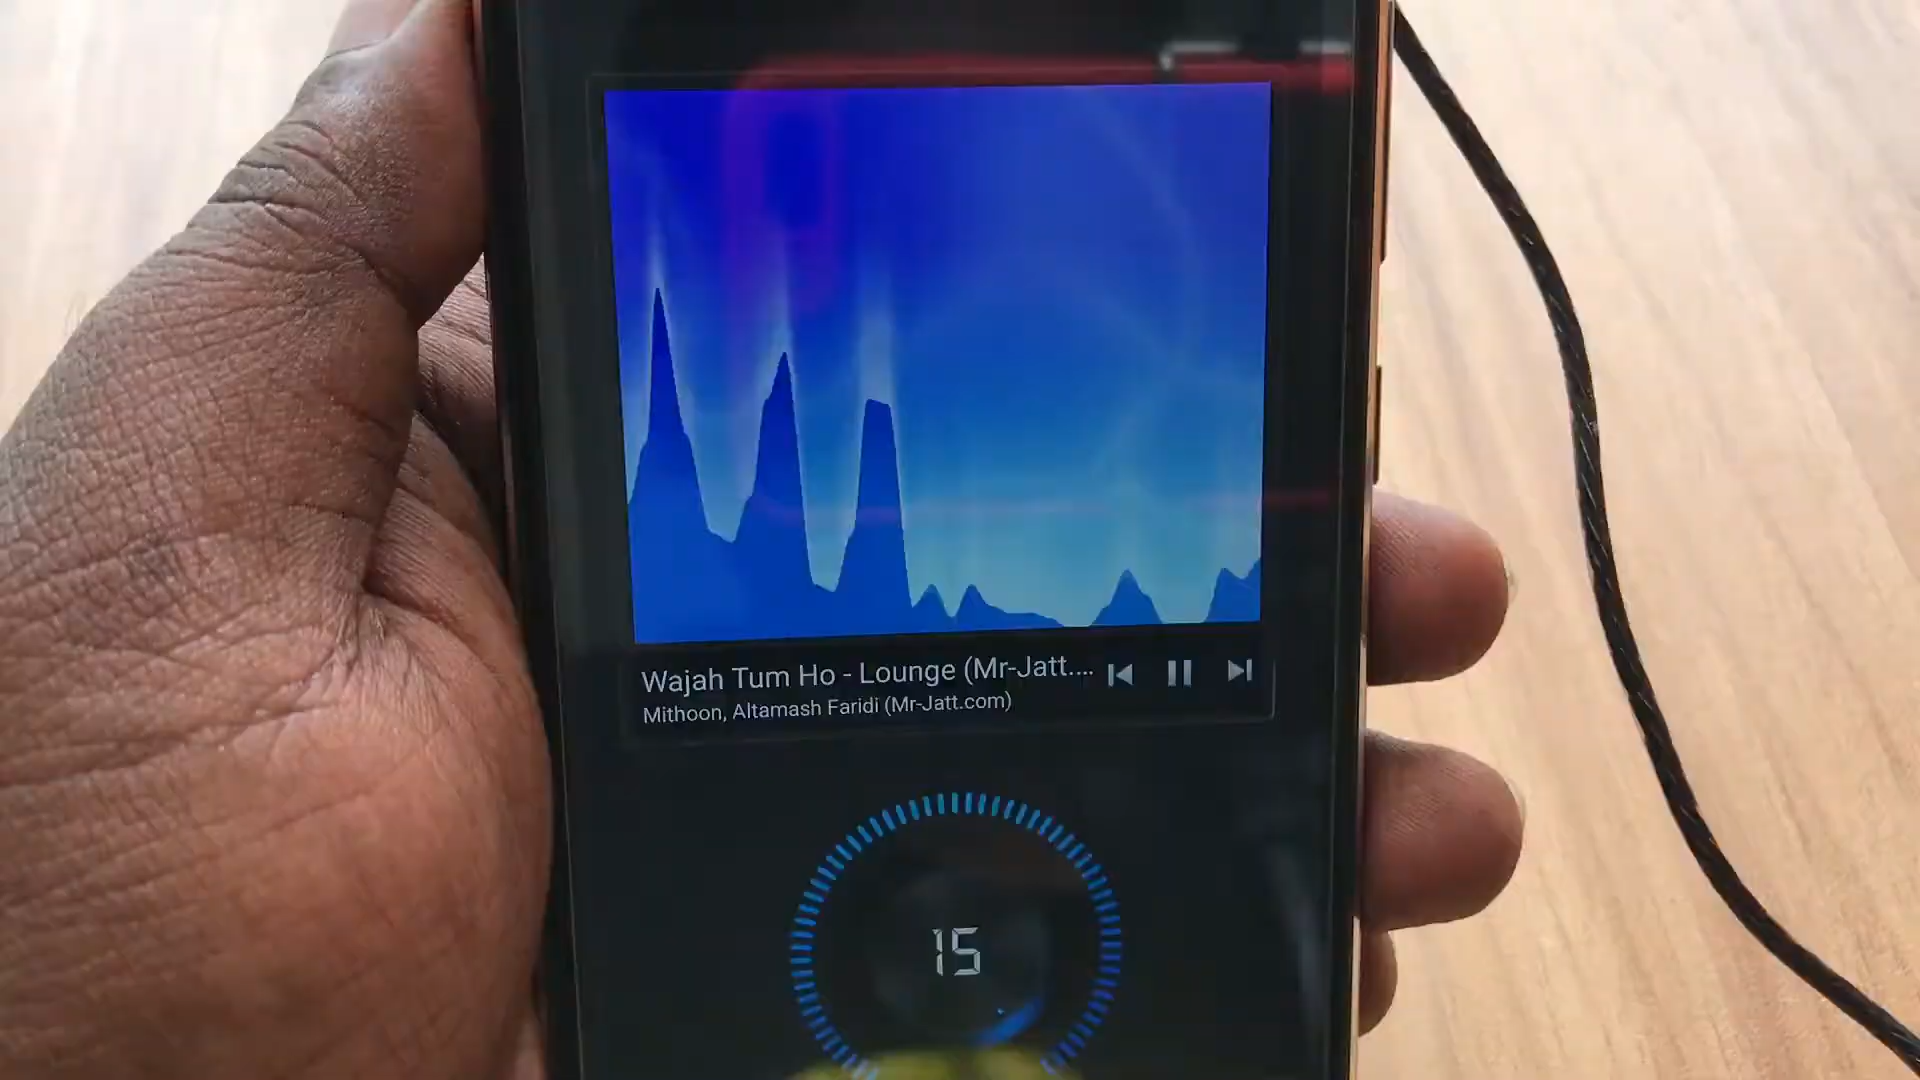 Wajah Tum Ho - Lounge (Mr-Jatt....
Mithoon, Altamash Faridi (Mr-Jatt.com)
15